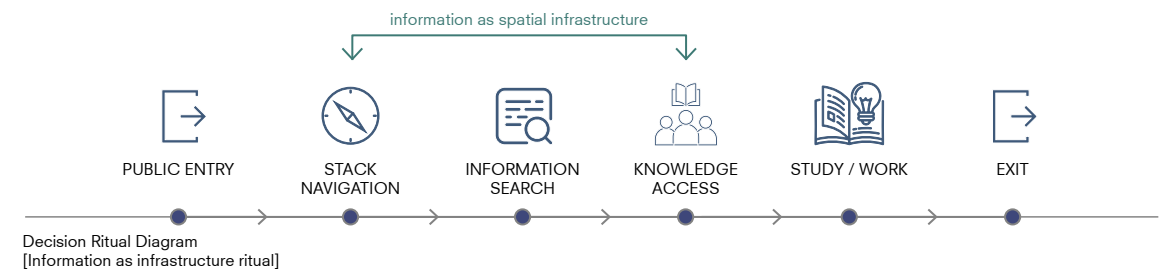 information as spatial infrastructure
PUBLIC ENTRY
STACK
NAVIGATION
INFORMATION
SEARCH
KNOWLEDGE
ACCESS
STUDY / WORK
EXIT
Decision Ritual Diagram
[Information as infrastructure ritual]